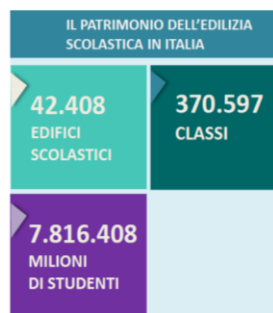 IL PATRIMONIO DELL'EDILIZIA
SCOLASTICA IN ITALIA
42.408
EDIFICI
SCOLASTICI
370.597
CLASSI
7.816.408
MILIONI
DI STUDENTI